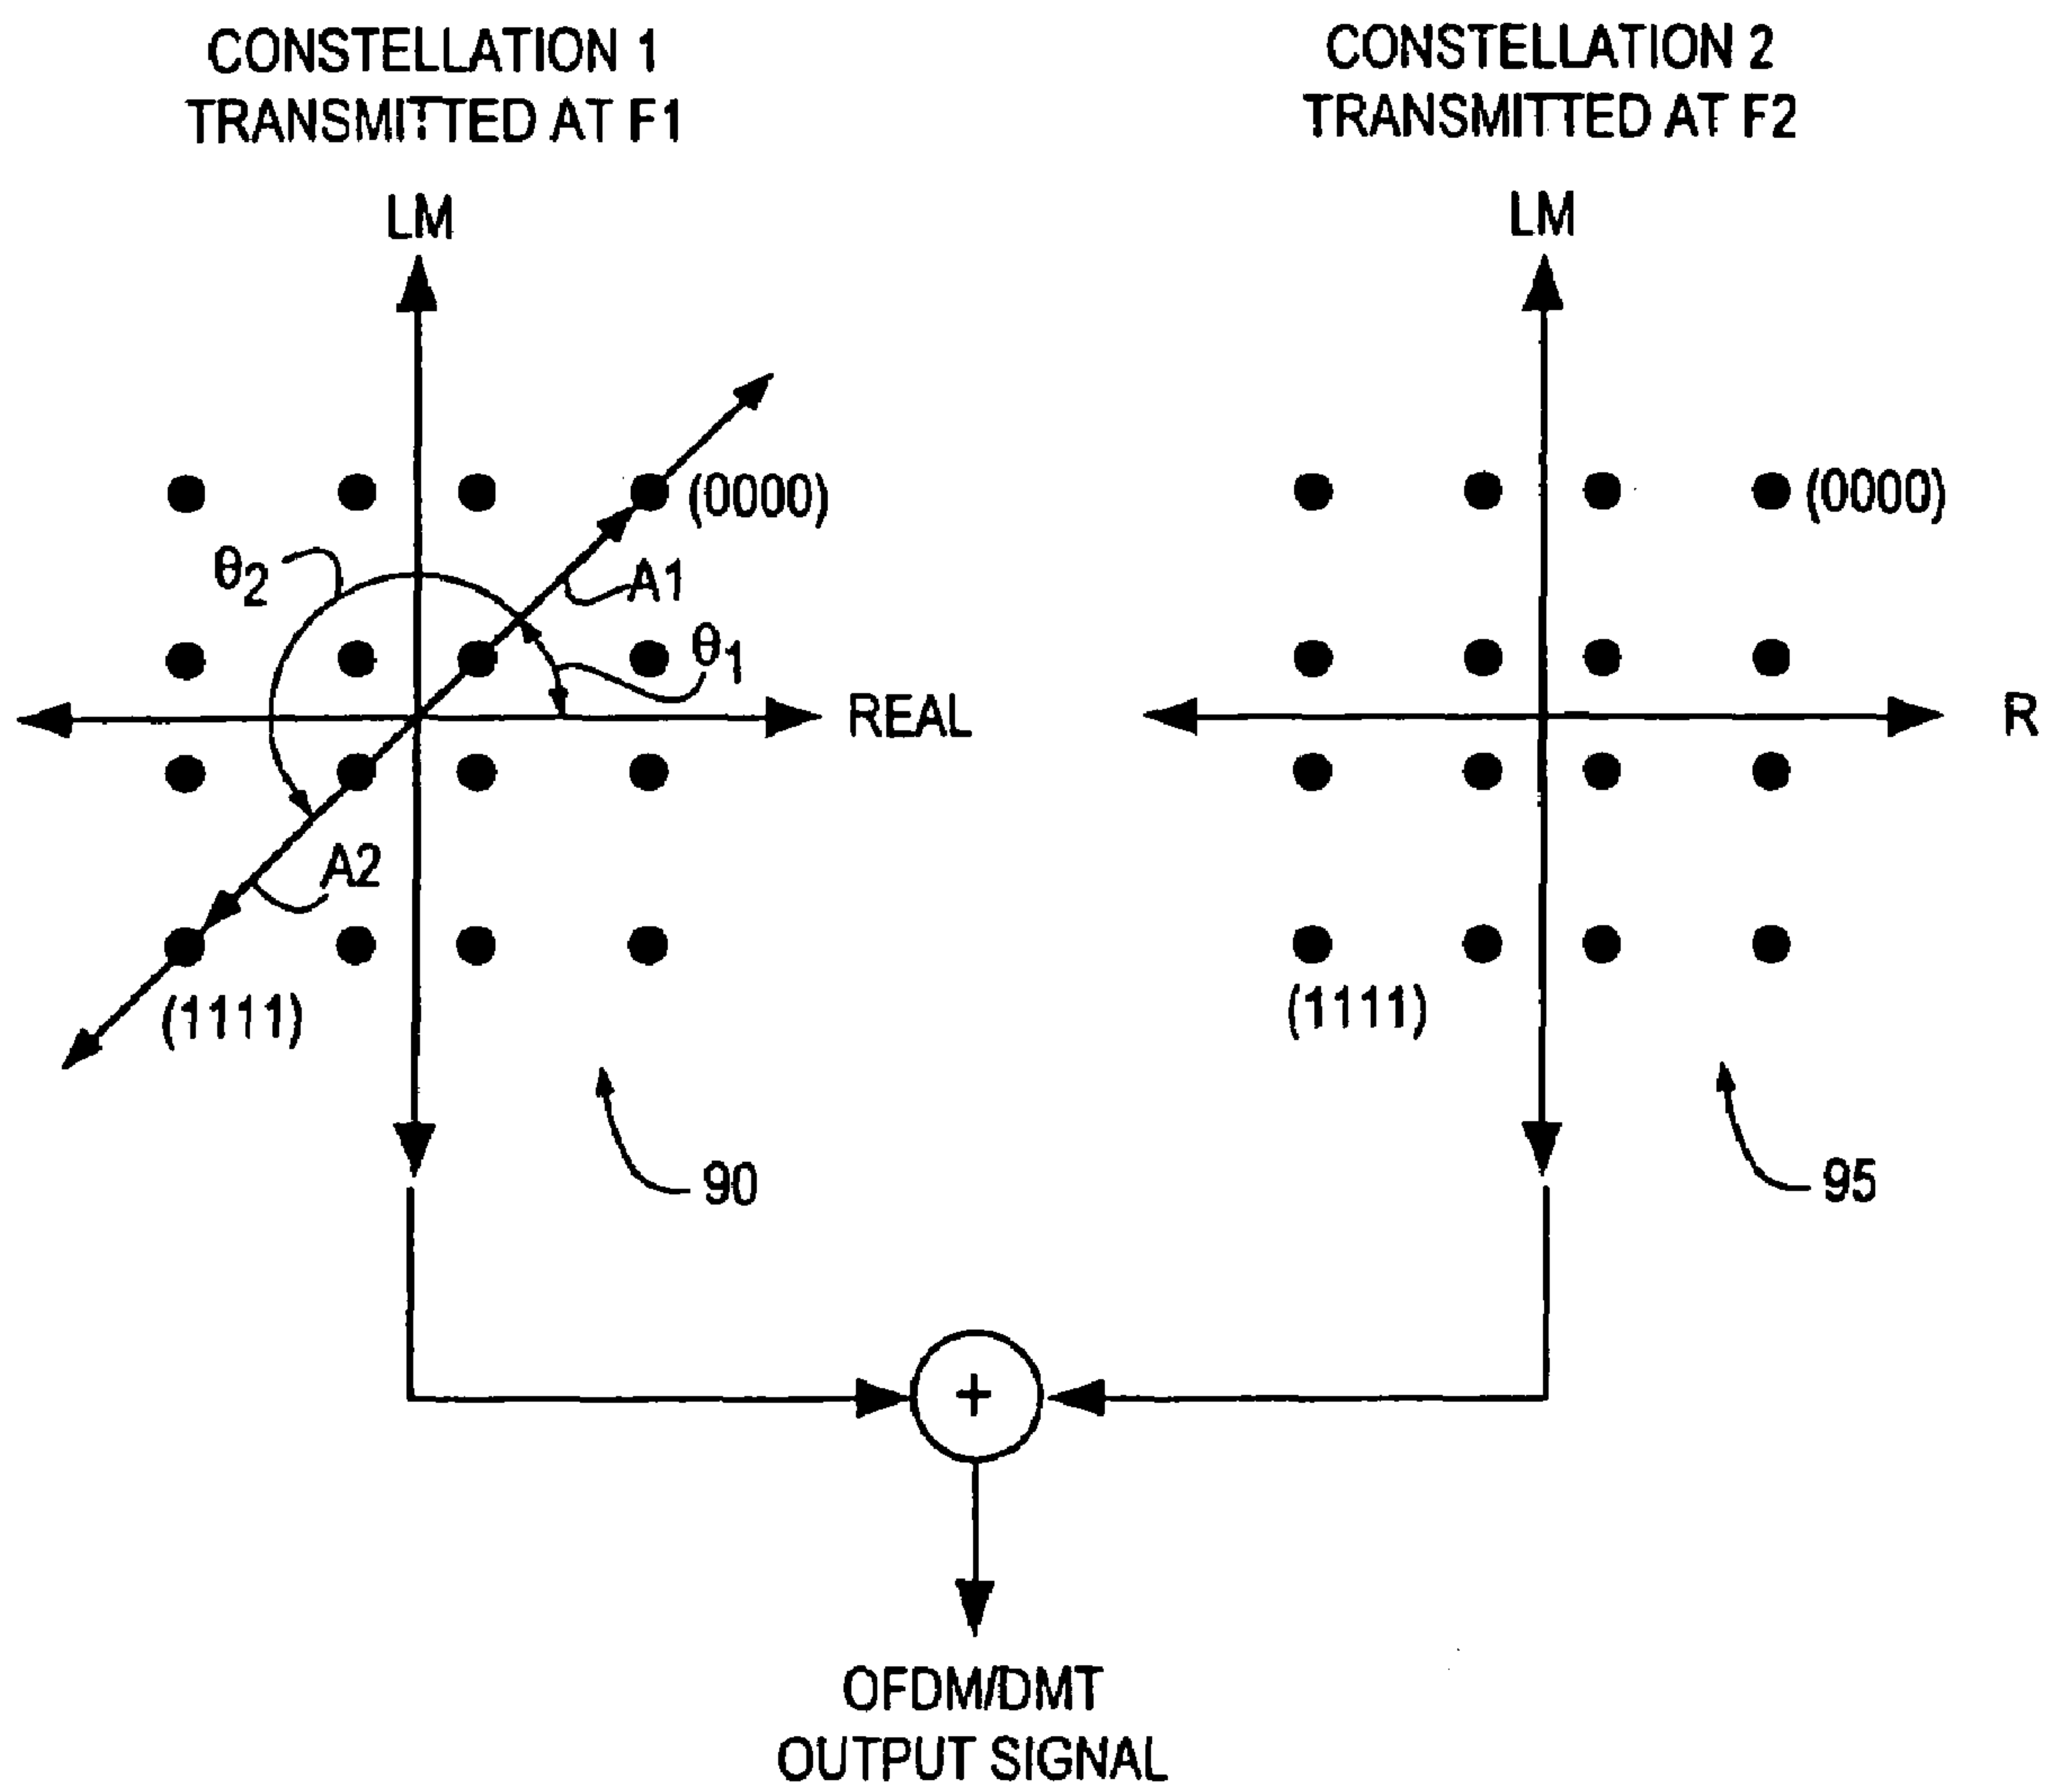 CONSTELLATION 1
TRANSMITTED AT F1
CONSTELLATION 2
TRANSMITTED AT F2
LM
LM
(0000)
(0000)
θ2
A1
θ1
REAL
R
A2
(1111)
(1111)
90
95
+
OFDM/DMT
OUTPUT SIGNAL